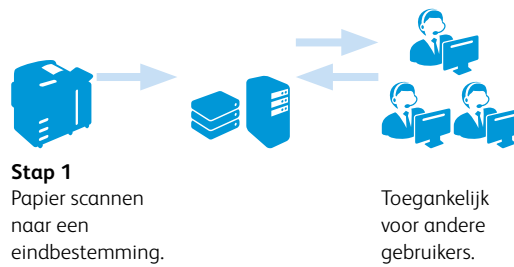 Stap 1
Papier scannen
naar een
eindbestemming.
Toegankelijk
voor andere
gebruikers.